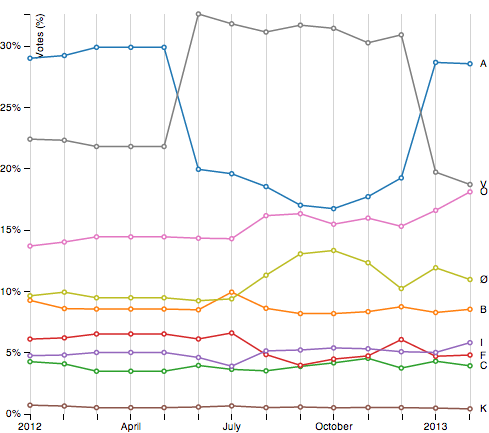 Votes (%)
30%
25%
20%
15%
10%
5%
0%
2012
April
July
October
2013
A
V
O
Ø
B
I
F
C
K